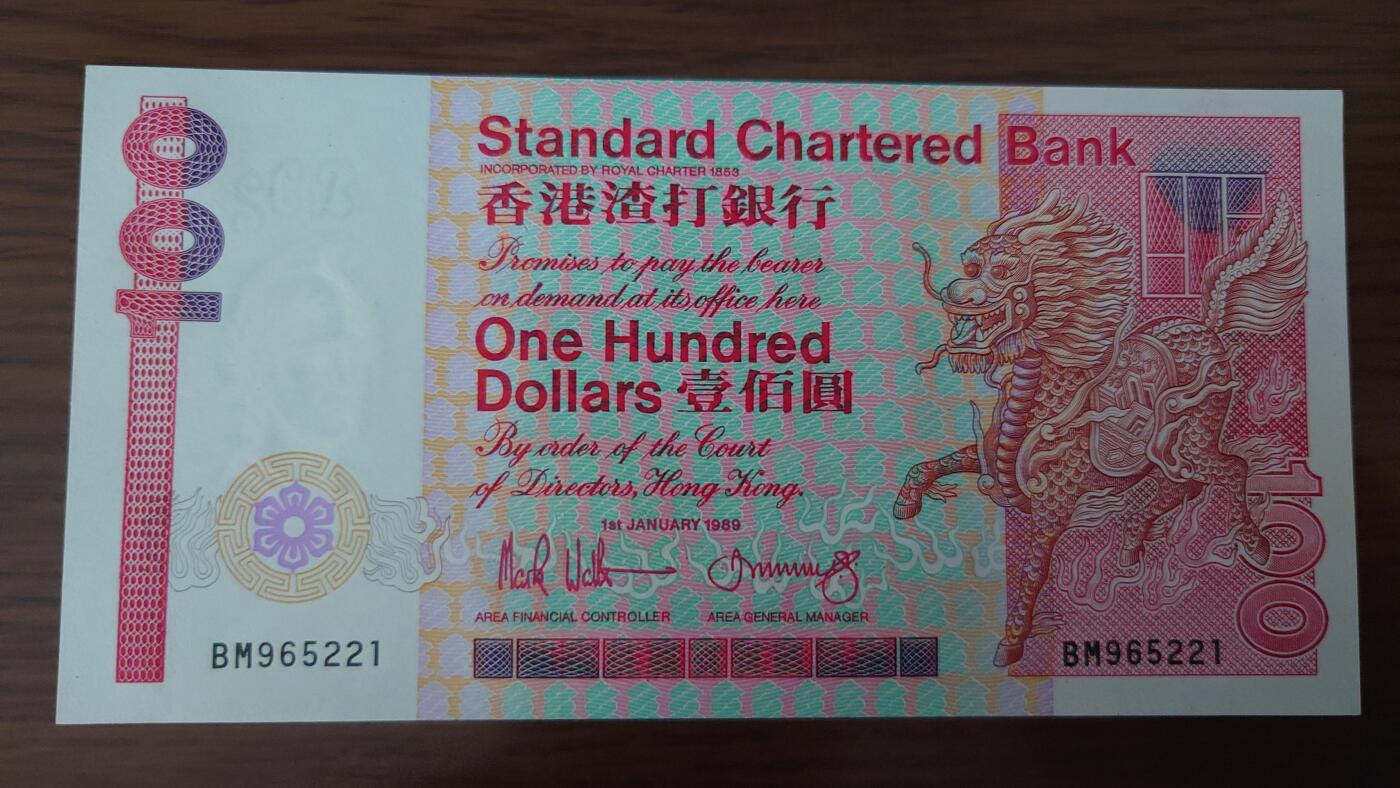 100
Standard Chartered Bank
INCORPORATED BY ROYAL CHARTER 1853
香港渣打銀行
Promises to pay the bearer
on demand at its office here
One Hundred
Dollars 壹佰圓
By order of the Court
of Directors, Hong Kong.
1st JANUARY 1989
AREA FINANCIAL CONTROLLER AREA GENERAL MANAGER
BM965221
BM965221
100
SCB